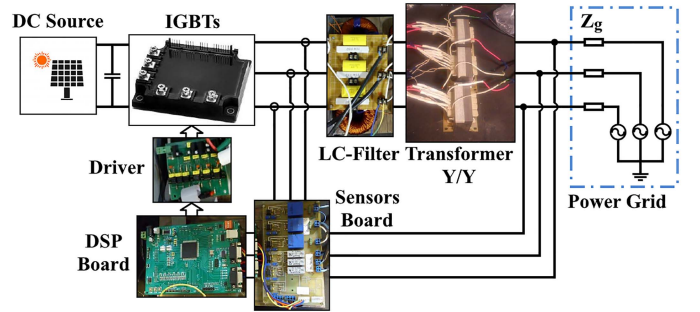 DC Source
IGBTs
Zg
LC-Filter
Transformer
Y/Y
Driver
Sensors
Board
Power Grid
DSP
Board